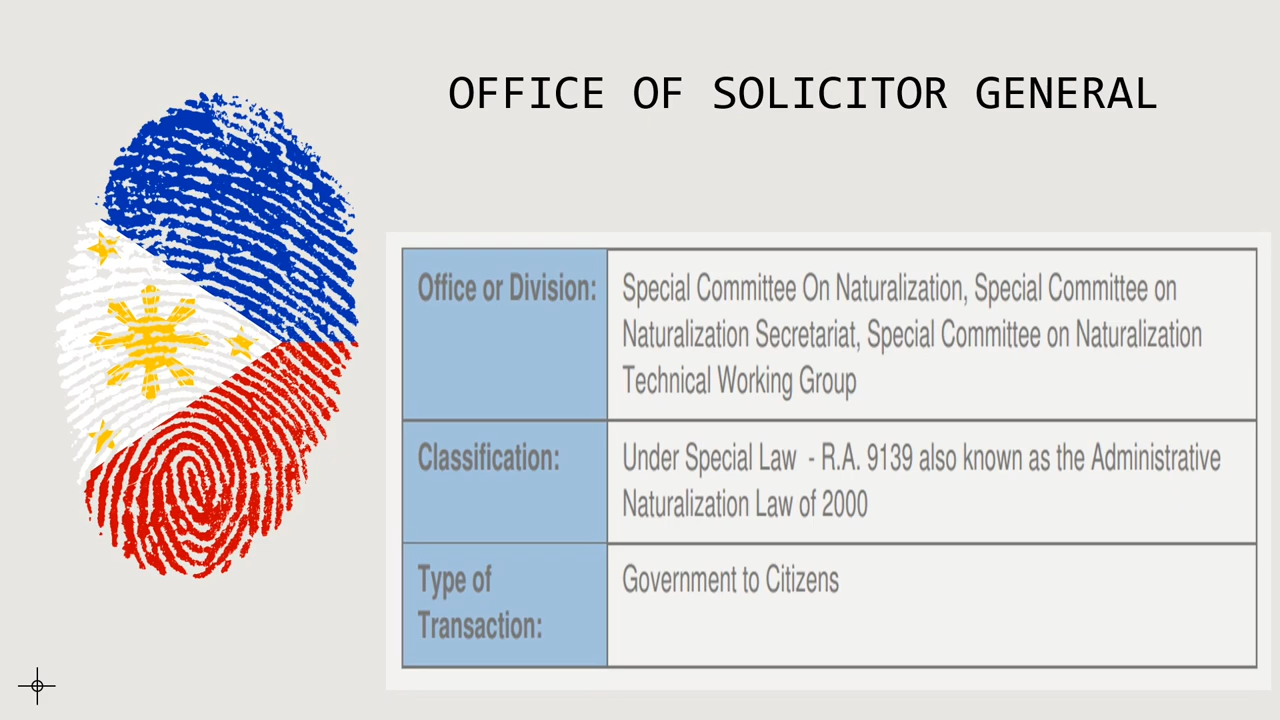 OFFICE OF SOLICITOR GENERAL
Office or Division:
Special Committee On Naturalization, Special Committee on
Naturalization Secretariat, Special Committee on Naturalization
Technical Working Group
Classification:
Under Special Law - R.A. 9139 also known as the Administrative
Naturalization Law of 2000
Type of
Transaction:
Government to Citizens